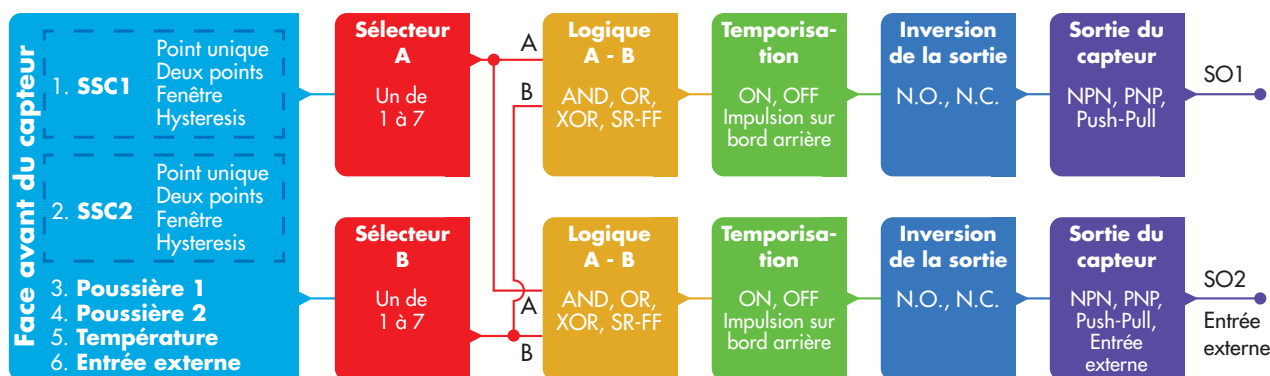 Face avant du capteur
1. SSC1
Point unique
Deux points
Fenêtre
Hysteresis
2. SSC2
Point unique
Deux points
Fenêtre
Hysteresis
3. Poussière 1
4. Poussière 2
5. Température
6. Entrée externe
Sélecteur
A
Un de
1 à 7
A
B
Logique
A - B
AND, OR,
XOR, SR-FF
Temporisa-
tion
ON, OFF
Impulsion sur
bord arrière
Inversion
de la sortie
N.O., N.C.
Sortie du
capteur
NPN, PNP,
Push-Pull
SO1
Sélecteur
B
Un de
1 à 7
A
B
Logique
A - B
AND, OR,
XOR, SR-FF
Temporisa-
tion
ON, OFF
Impulsion sur
bord arrière
Inversion
de la sortie
N.O., N.C.
Sortie du
capteur
NPN, PNP,
Push-Pull,
Entrée
externe
SO2
Entrée
externe